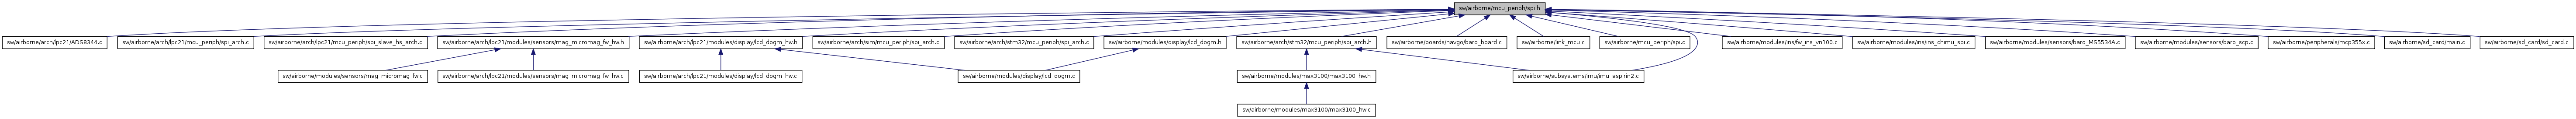 sw/airborne/mcu_periph/spi.h
sw/airborne/arch/lpc21/ADS8344.c
sw/airborne/arch/lpc21/mcu_periph/spi_arch.c
sw/airborne/arch/lpc21/mcu_periph/spi_slave_hs_arch.c
sw/airborne/arch/lpc21/modules/sensors/mag_micromag_fw_hw.h
sw/airborne/arch/lpc21/modules/display/lcd_dogm_hw.h
sw/airborne/arch/sim/mcu_periph/spi_arch.c
sw/airborne/arch/stm32/mcu_periph/spi_arch.c
sw/airborne/modules/display/lcd_dogm.h
sw/airborne/arch/stm32/mcu_periph/spi_arch.h
sw/airborne/boards/navgo/baro_board.c
sw/airborne/link_mcu.c
sw/airborne/mcu_periph/spi.c
sw/airborne/modules/ins/fw_ins_vn100.c
sw/airborne/modules/ins/ins_chimu_spi.c
sw/airborne/modules/sensors/baro_MS5534A.c
sw/airborne/modules/sensors/baro_scp.c
sw/airborne/peripherals/mcp355x.c
sw/airborne/sd_card/main.c
sw/airborne/sd_card/sd_card.c
sw/airborne/modules/sensors/mag_micromag_fw.c
sw/airborne/arch/lpc21/modules/sensors/mag_micromag_fw_hw.c
sw/airborne/arch/lpc21/modules/display/lcd_dogm_hw.c
sw/airborne/modules/display/lcd_dogm.c
sw/airborne/modules/max3100/max3100_hw.h
sw/airborne/subsystems/imu/imu_aspirin2.c
sw/airborne/modules/max3100/max3100_hw.c